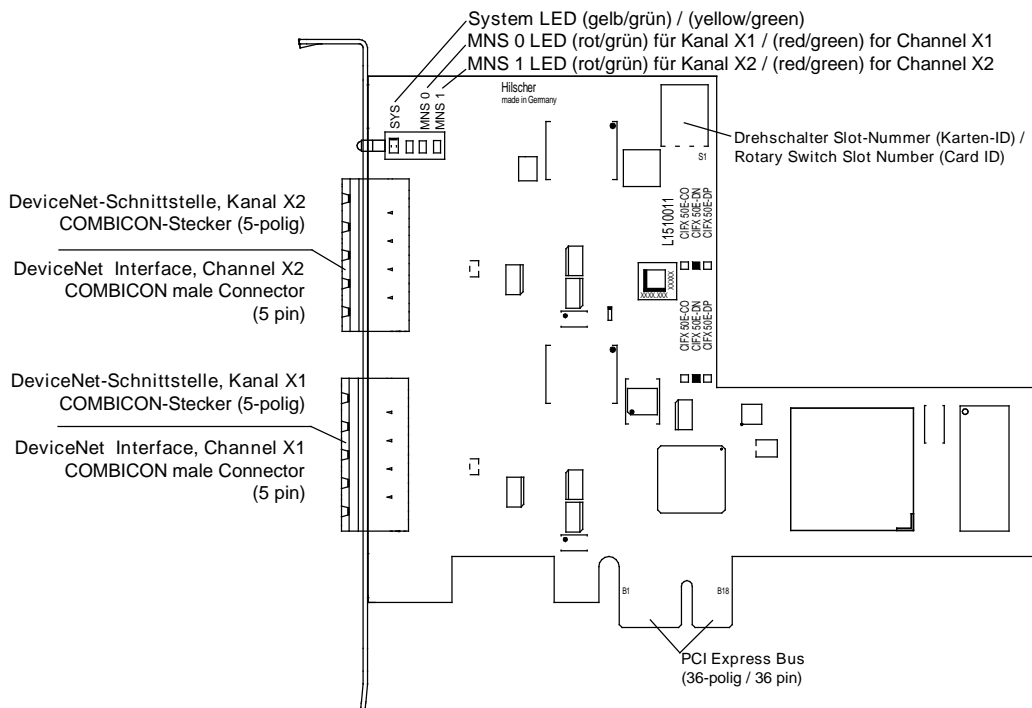 System LED (gelb/grün) / (yellow/green)
MNS 0 LED (rot/grün) für Kanal X1 / (red/green) for Channel X1
MNS 1 LED (rot/grün) für Kanal X2 / (red/green) for Channel X2
Hilscher
made in Germany
SYS
MNS 0
MNS 1
S1
Drehschalter Slot-Nummer (Karten-ID) /
Rotary Switch Slot Number (Card ID)
DeviceNet-Schnittstelle, Kanal X2
COMBICON-Stecker (5-polig)
DeviceNet Interface, Channel X2
COMBICON male Connector
(5 pin)
L1510011
CIFX 50E-CO
CIFX 50E-DN
CIFX 50E-DP
XXXX.XXX
XXXXX
CIFX 50E-CO
CIFX 50E-DN
CIFX 50E-DP
DeviceNet-Schnittstelle, Kanal X1
COMBICON-Stecker (5-polig)
DeviceNet Interface, Channel X1
COMBICON male Connector
(5 pin)
B1
B18
PCI Express Bus
(36-polig / 36 pin)